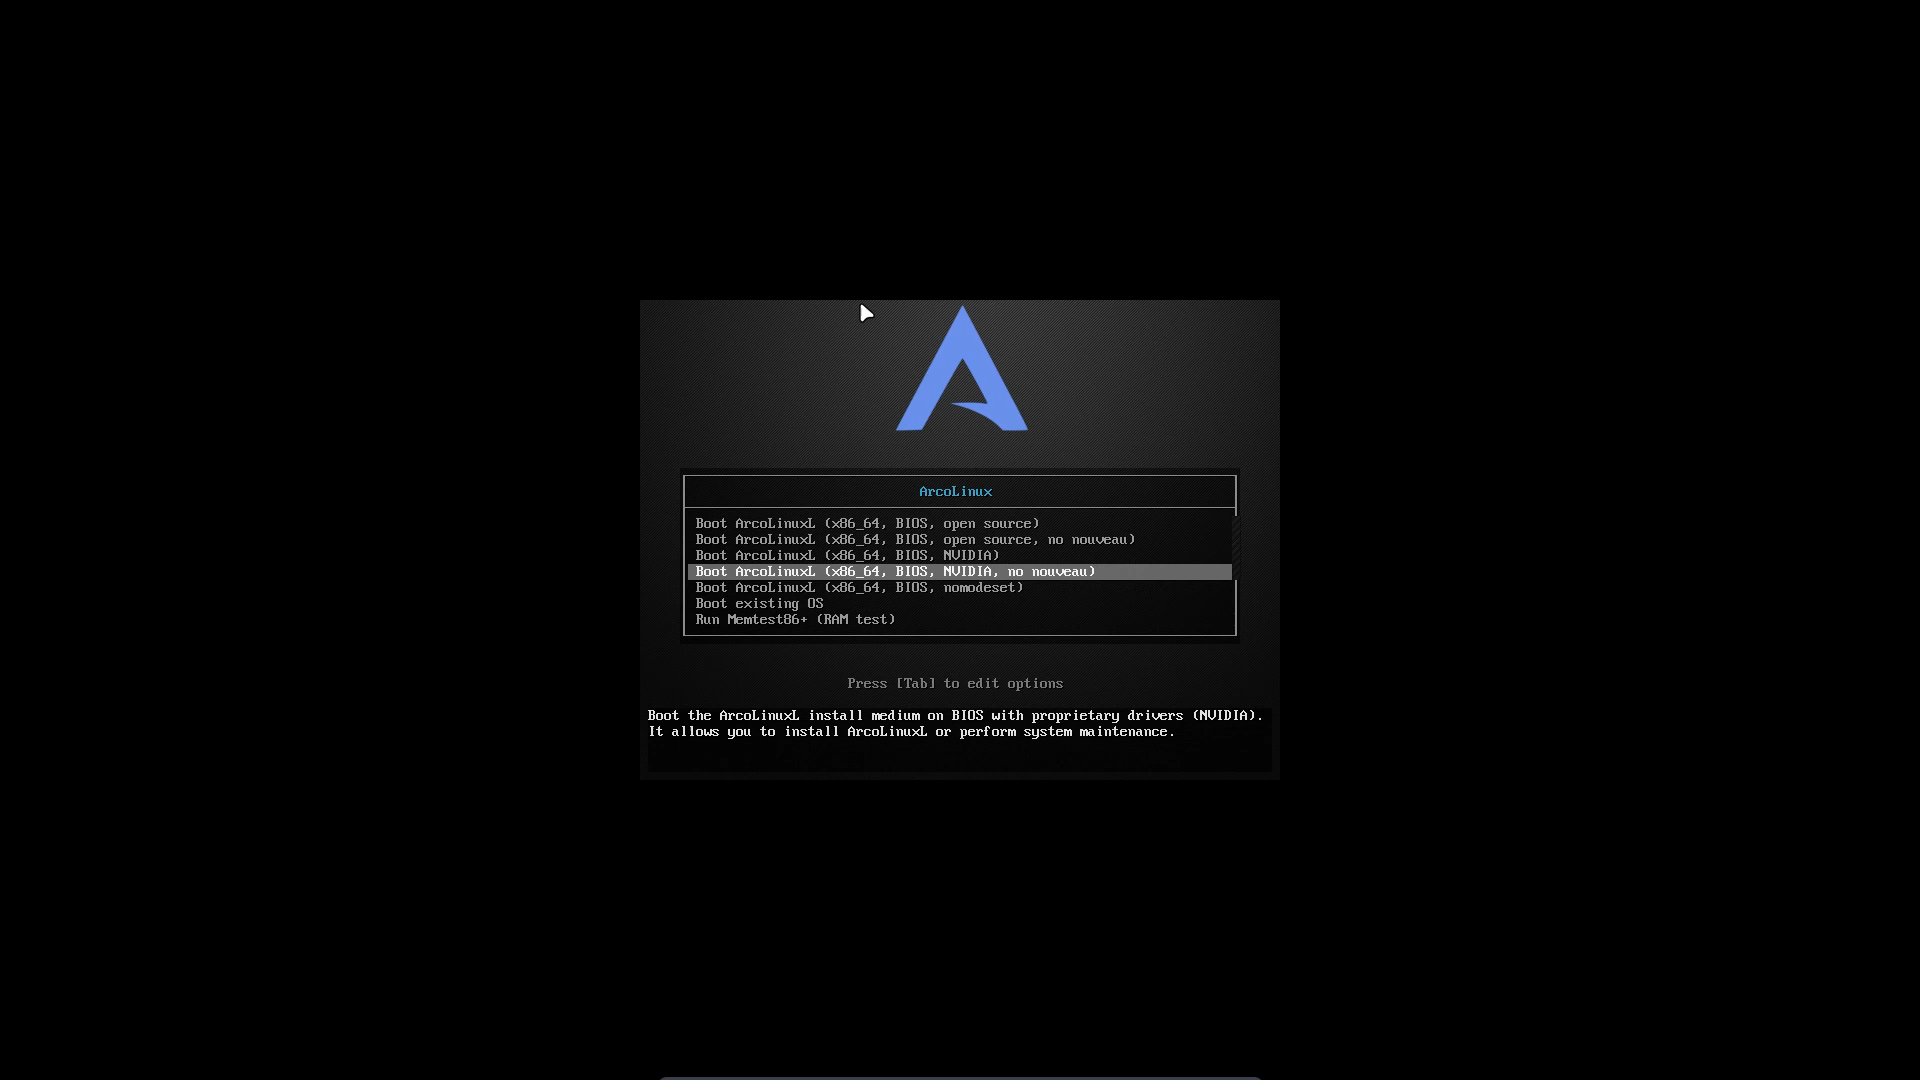 ArcoLinux
Boot ArcoLinuxL (x86_64, BIOS, open source)
Boot ArcoLinuxL (x86_64, BIOS, open source, no nouveau)
Boot ArcoLinuxL (x86_64, BIOS, NVIDIA)
Boot ArcoLinuxL (x86_64, BIOS, NVIDIA, no nouveau)
Boot ArcoLinuxL (x86_64, BIOS, nomodeset)
Boot existing OS
Run Memtest86+ (RAM test)
Press [Tab] to edit options
Boot the ArcoLinuxL install medium on BIOS with proprietary drivers (NVIDIA).
It allows you to install ArcoLinuxL or perform system maintenance.